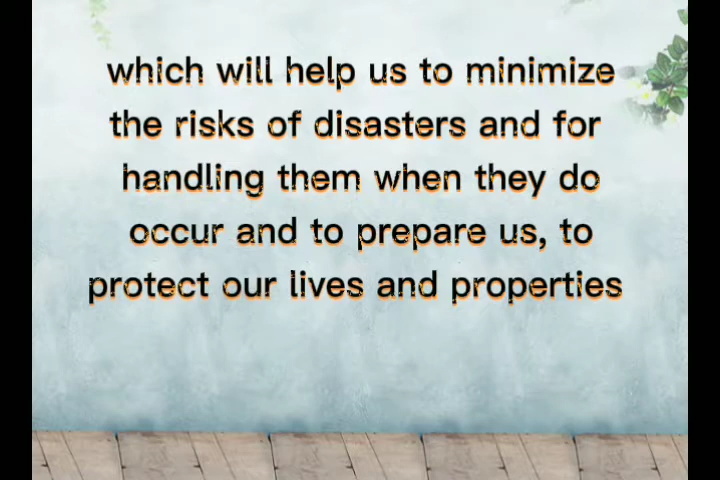 which will help us to minimize
the risks of disasters and for
handling them when they do
occur and to prepare us, to
protect our lives and properties